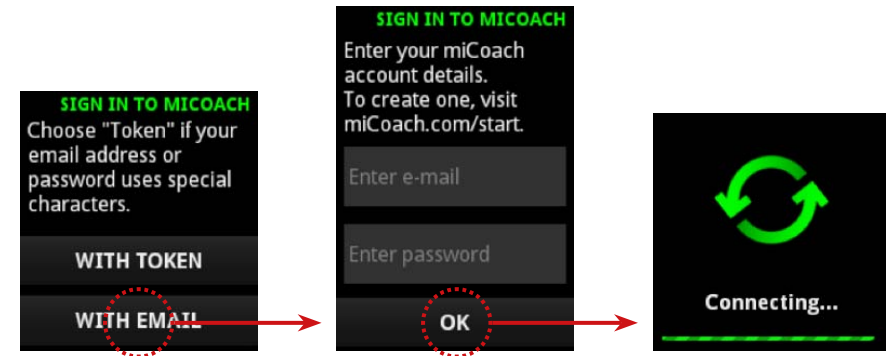 SIGN IN TO MICOACH
Choose "Token" if your
email address or
password uses special
characters.
WITH TOKEN
WITH EMAIL
SIGN IN TO MICOACH
Enter your miCoach
account details.
To create one, visit
miCoach.com/start.
Enter e-mail
Enter password
OK
Connecting...